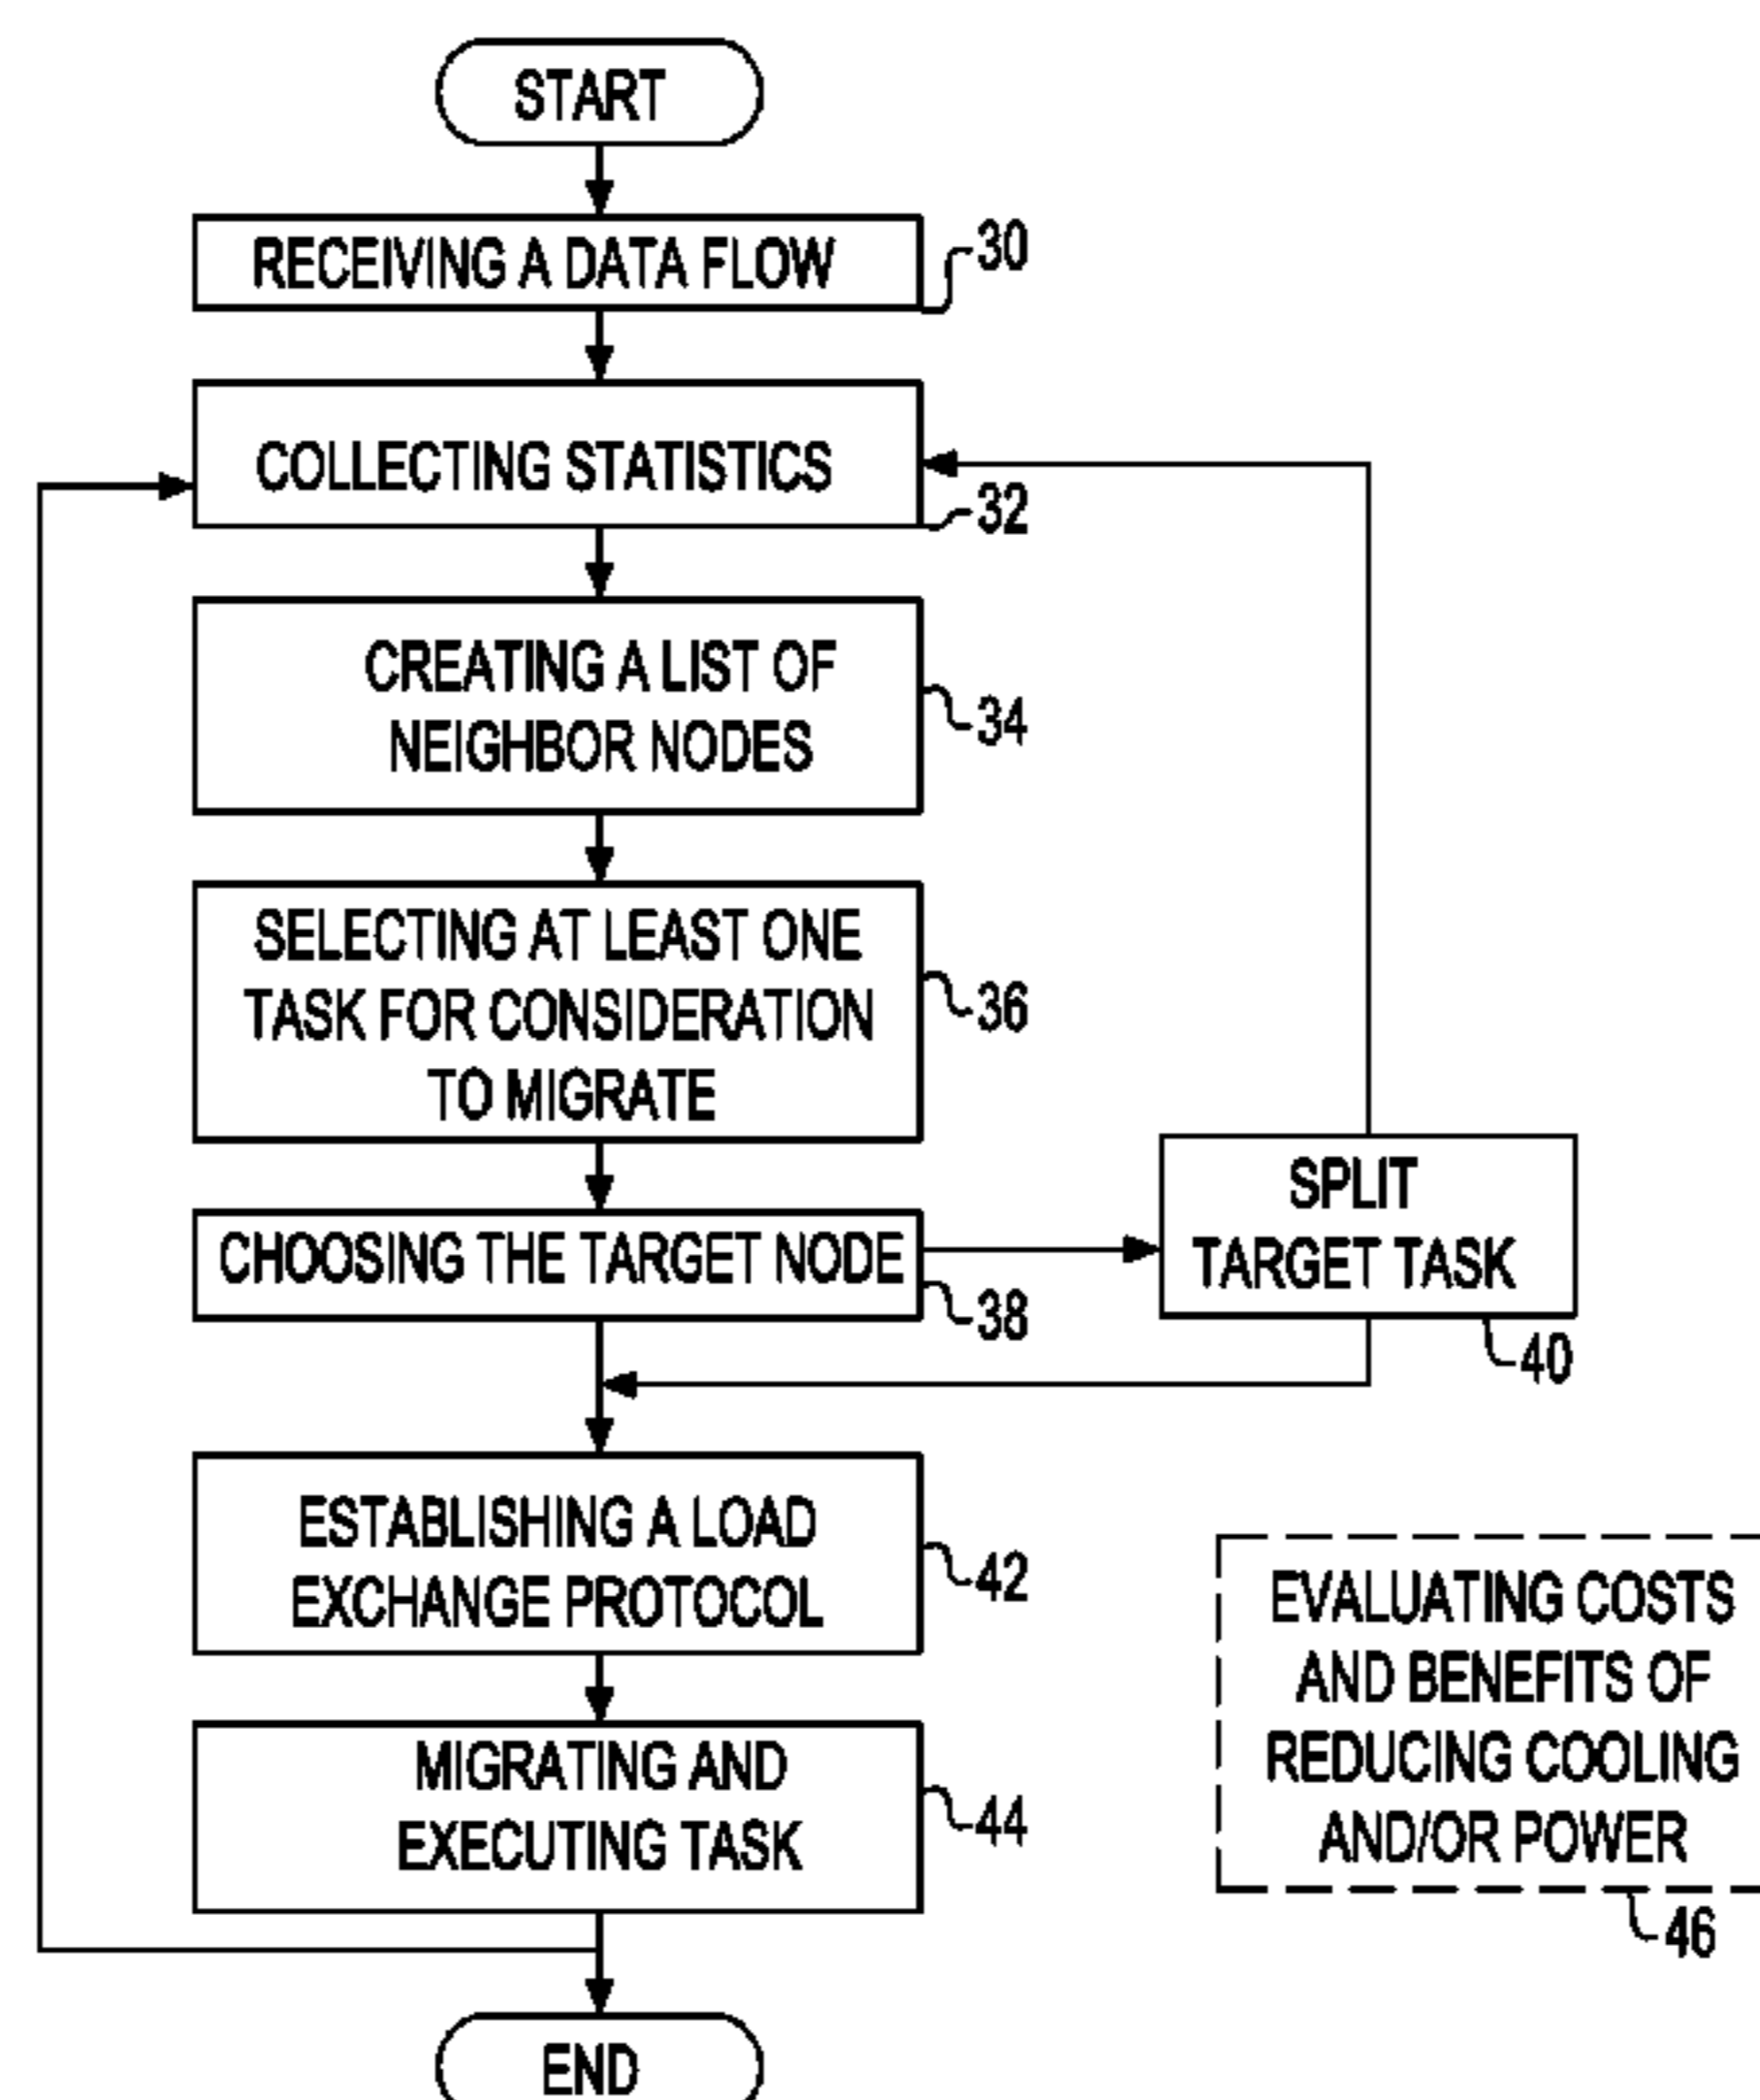 START
RECEIVING A DATA FLOW
30
COLLECTING STATISTICS
32
CREATING A LIST OF
NEIGHBOR NODES
34
SELECTING AT LEAST ONE
TASK FOR CONSIDERATION
TO MIGRATE
36
CHOOSING THE TARGET NODE
38
SPLIT
TARGET TASK
40
ESTABLISHING A LOAD
EXCHANGE PROTOCOL
42
MIGRATING AND
EXECUTING TASK
44
EVALUATING COSTS
AND BENEFITS OF
REDUCING COOLING
AND/OR POWER
46
END